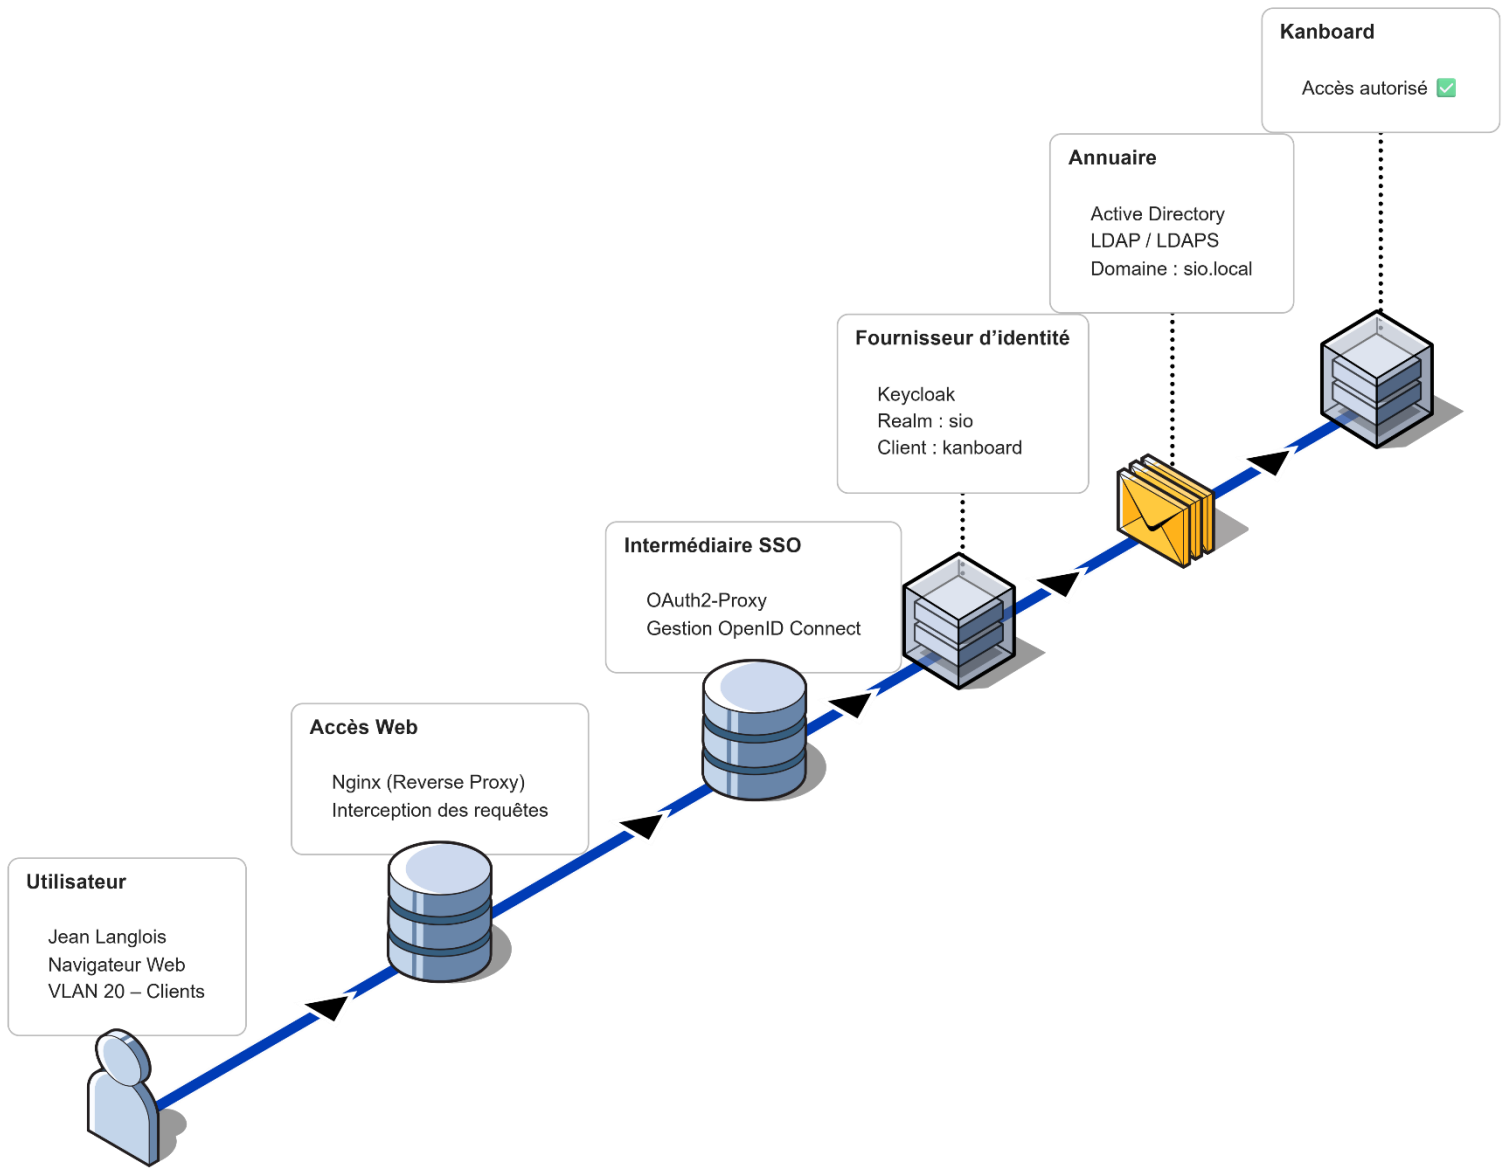 Kanboard
Accès autorisé ✅
Annuaire
Active Directory
LDAP / LDAPS
Domaine : sio.local
Fournisseur d’identité
Keycloak
Realm : sio
Client : kanboard
Intermédiaire SSO
OAuth2-Proxy
Gestion OpenID Connect
Accès Web
Nginx (Reverse Proxy)
Interception des requêtes
Utilisateur
Jean Langlois
Navigateur Web
VLAN 20 – Clients